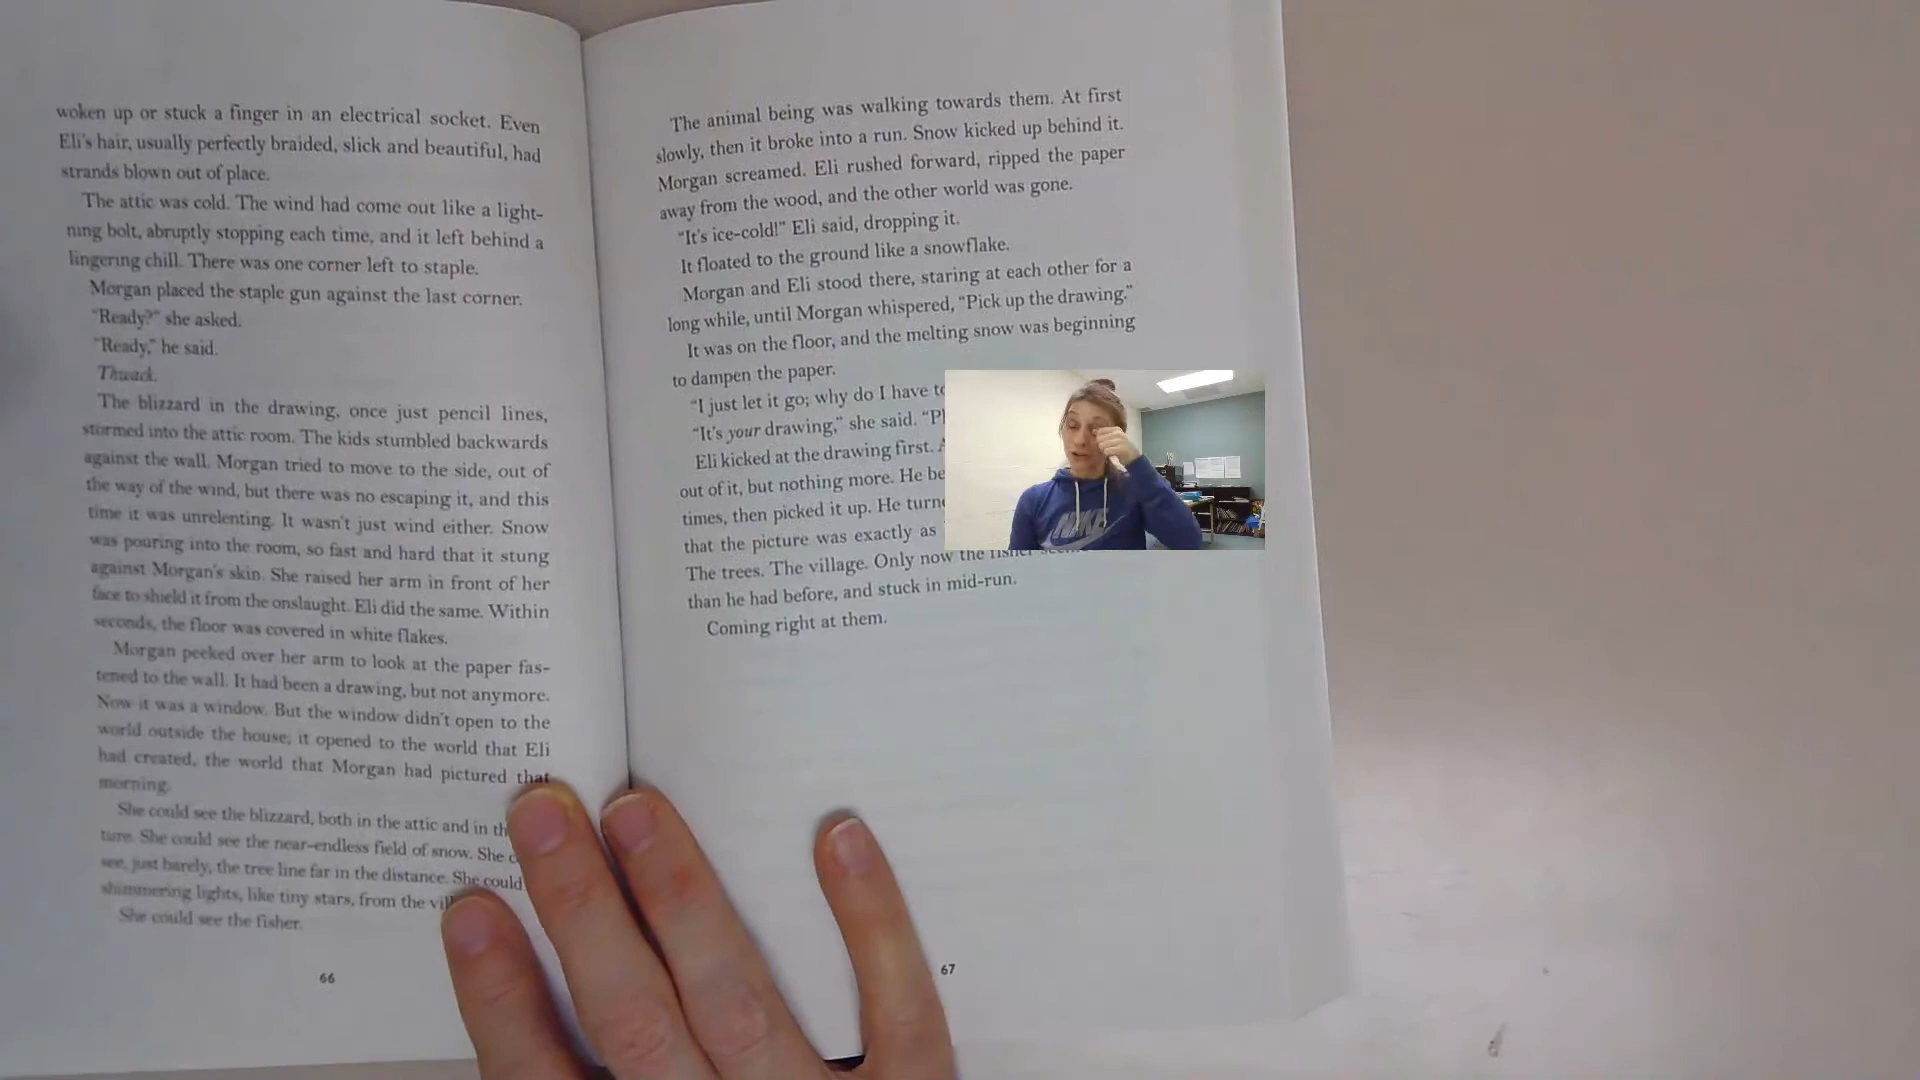 woken up or stuck a finger in an electrical socket. Even
Eli's hair, usually perfectly braided, slick and beautiful, had
strands blown out of place.
The attic was cold. The wind had come out like a light-
ning bolt, abruptly stopping each time, and it left behind a
lingering chill. There was one corner left to staple.
Morgan placed the staple gun against the last corner.
"Ready?" she asked.
"Ready," he said.
Thwack.
The blizzard in the drawing, once just pencil lines,
stormed into the attic room. The kids stumbled backwards
against the wall. Morgan tried to move to the side, out of
the way of the wind, but there was no escaping it, and this
time it was unrelenting. It wasn't just wind either. Snow
was pouring into the room, so fast and hard that it stung
against Morgan's skin. She raised her arm in front of her
face to shield it from the onslaught. Eli did the same. Within
seconds, the floor was covered in white flakes.
Morgan peeked over her arm to look at the paper fas-
tened to the wall. It had been a drawing, but not anymore.
Now it was a window. But the window didn't open to the
world outside the house; it opened to the world that Eli
had created, the world that Morgan had pictured that
morning.
She could see the blizzard, both in the attic and in th
ture. She could see the near-endless field of snow. She c
see, just barely, the tree line far in the distance. She could
shimmering lights, like tiny stars, from the vil
She could see the fisher.
66
The animal being was walking towards them. At first
slowly, then it broke into a run. Snow kicked up behind it.
Morgan screamed. Eli rushed forward, ripped the paper
away from the wood, and the other world was gone.
"It's ice-cold!" Eli said, dropping it.
It floated to the ground like a snowflake.
Morgan and Eli stood there, staring at each other for a
long while, until Morgan whispered, "Pick up the drawing."
It was on the floor, and the melting snow was beginning
to dampen the paper.
"I just let it go; why do I have to
"It's your drawing," she said. "Pl
Eli kicked at the drawing first. A
out of it, but nothing more. He be
times, then picked it up. He turne
that the picture was exactly as
The trees. The village. Only now the fisher
than he had before, and stuck in mid-run.
Coming right at them.
67
NIKE